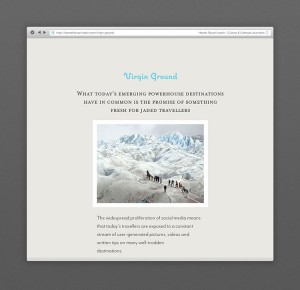 Virgin Ground
What today's emerging powerhouse destinations
have in common is the promise of something
fresh for jaded travellers
The widespread proliferation of social media means
that today's travellers are exposed to a constant
stream of user-generated pictures, videos and
written tips on many well-trodden
destinations.